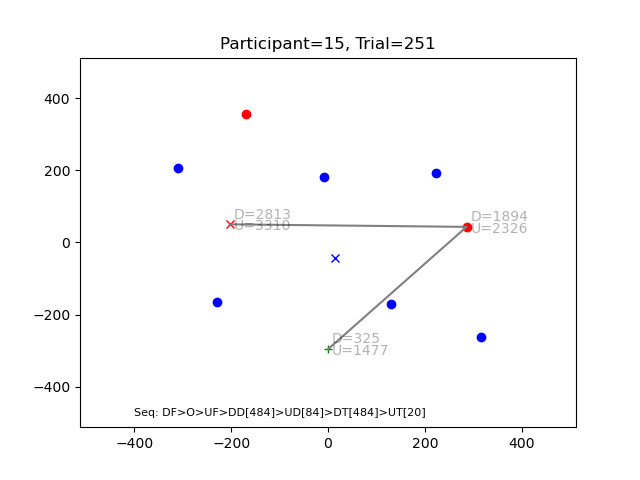 Participant=15, Trial=251
400
200
0
−200
−400
D=2813
U=3310
D=1894
U=2326
D=325
U=1477
Seq: DF>O>UF>DD[484]>UD[84]>DT[484]>UT[20]
−400
−200
0
200
400